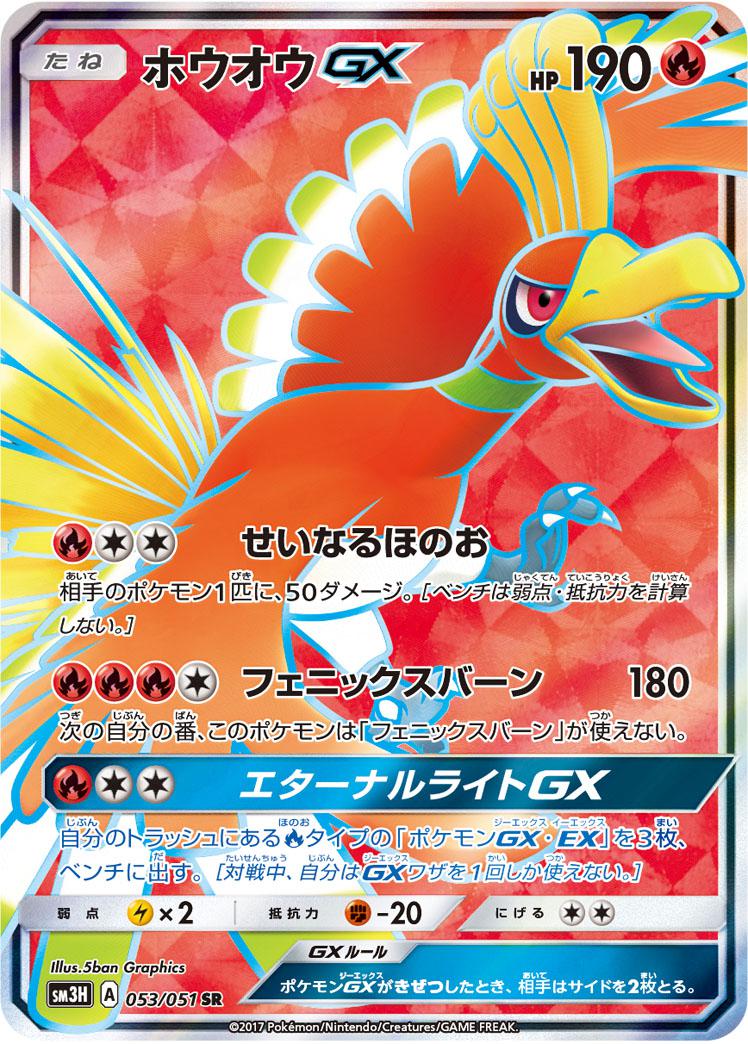 たね ホウオウGX HP 190
せいなるほのお
相手のポケモン1匹に、50ダメージ。[ベンチは弱点・抵抗力を計算
しない。]
フェニックスバーン 180
次の自分の番、このポケモンは「フェニックスバーン」が使えない。
エターナルライトGX
自分のトラッシュにあるタイプの「ポケモンGX・EX」を3枚、
ベンチに出す。[対戦中、自分はGXワザを1回しか使えない。]
弱点 ×2 抵抗力 -20 にげる
GXルール
ポケモンGXがきぜつしたとき、相手はサイドを2枚とる。
Illus.5ban Graphics
SM3H A 053/051 SR
©2017 Pokémon/Nintendo/Creatures/GAME FREAK.